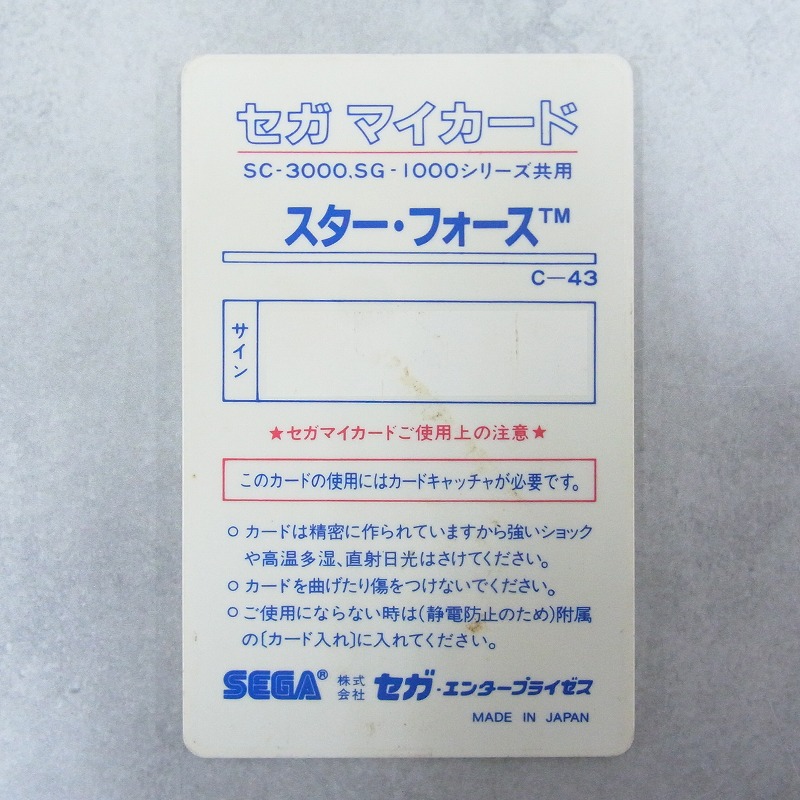 セガ マイカード
SC-3000,SG-1000シリーズ共用
スター・フォース™
C-43
サイン
★セガマイカードご使用上の注意★
このカードの使用にはカードキャッチャが必要です。
○ カードは精密に作られていますから強いショック
や高温多湿、直射日光はさけてください。
○ カードを曲げたり傷をつけないでください。
○ ご使用にならない時は(静電防止のため)附属
の〔カード入れ〕に入れてください。
SEGA® 株式会社 セガ・エンタープライゼス
MADE IN JAPAN